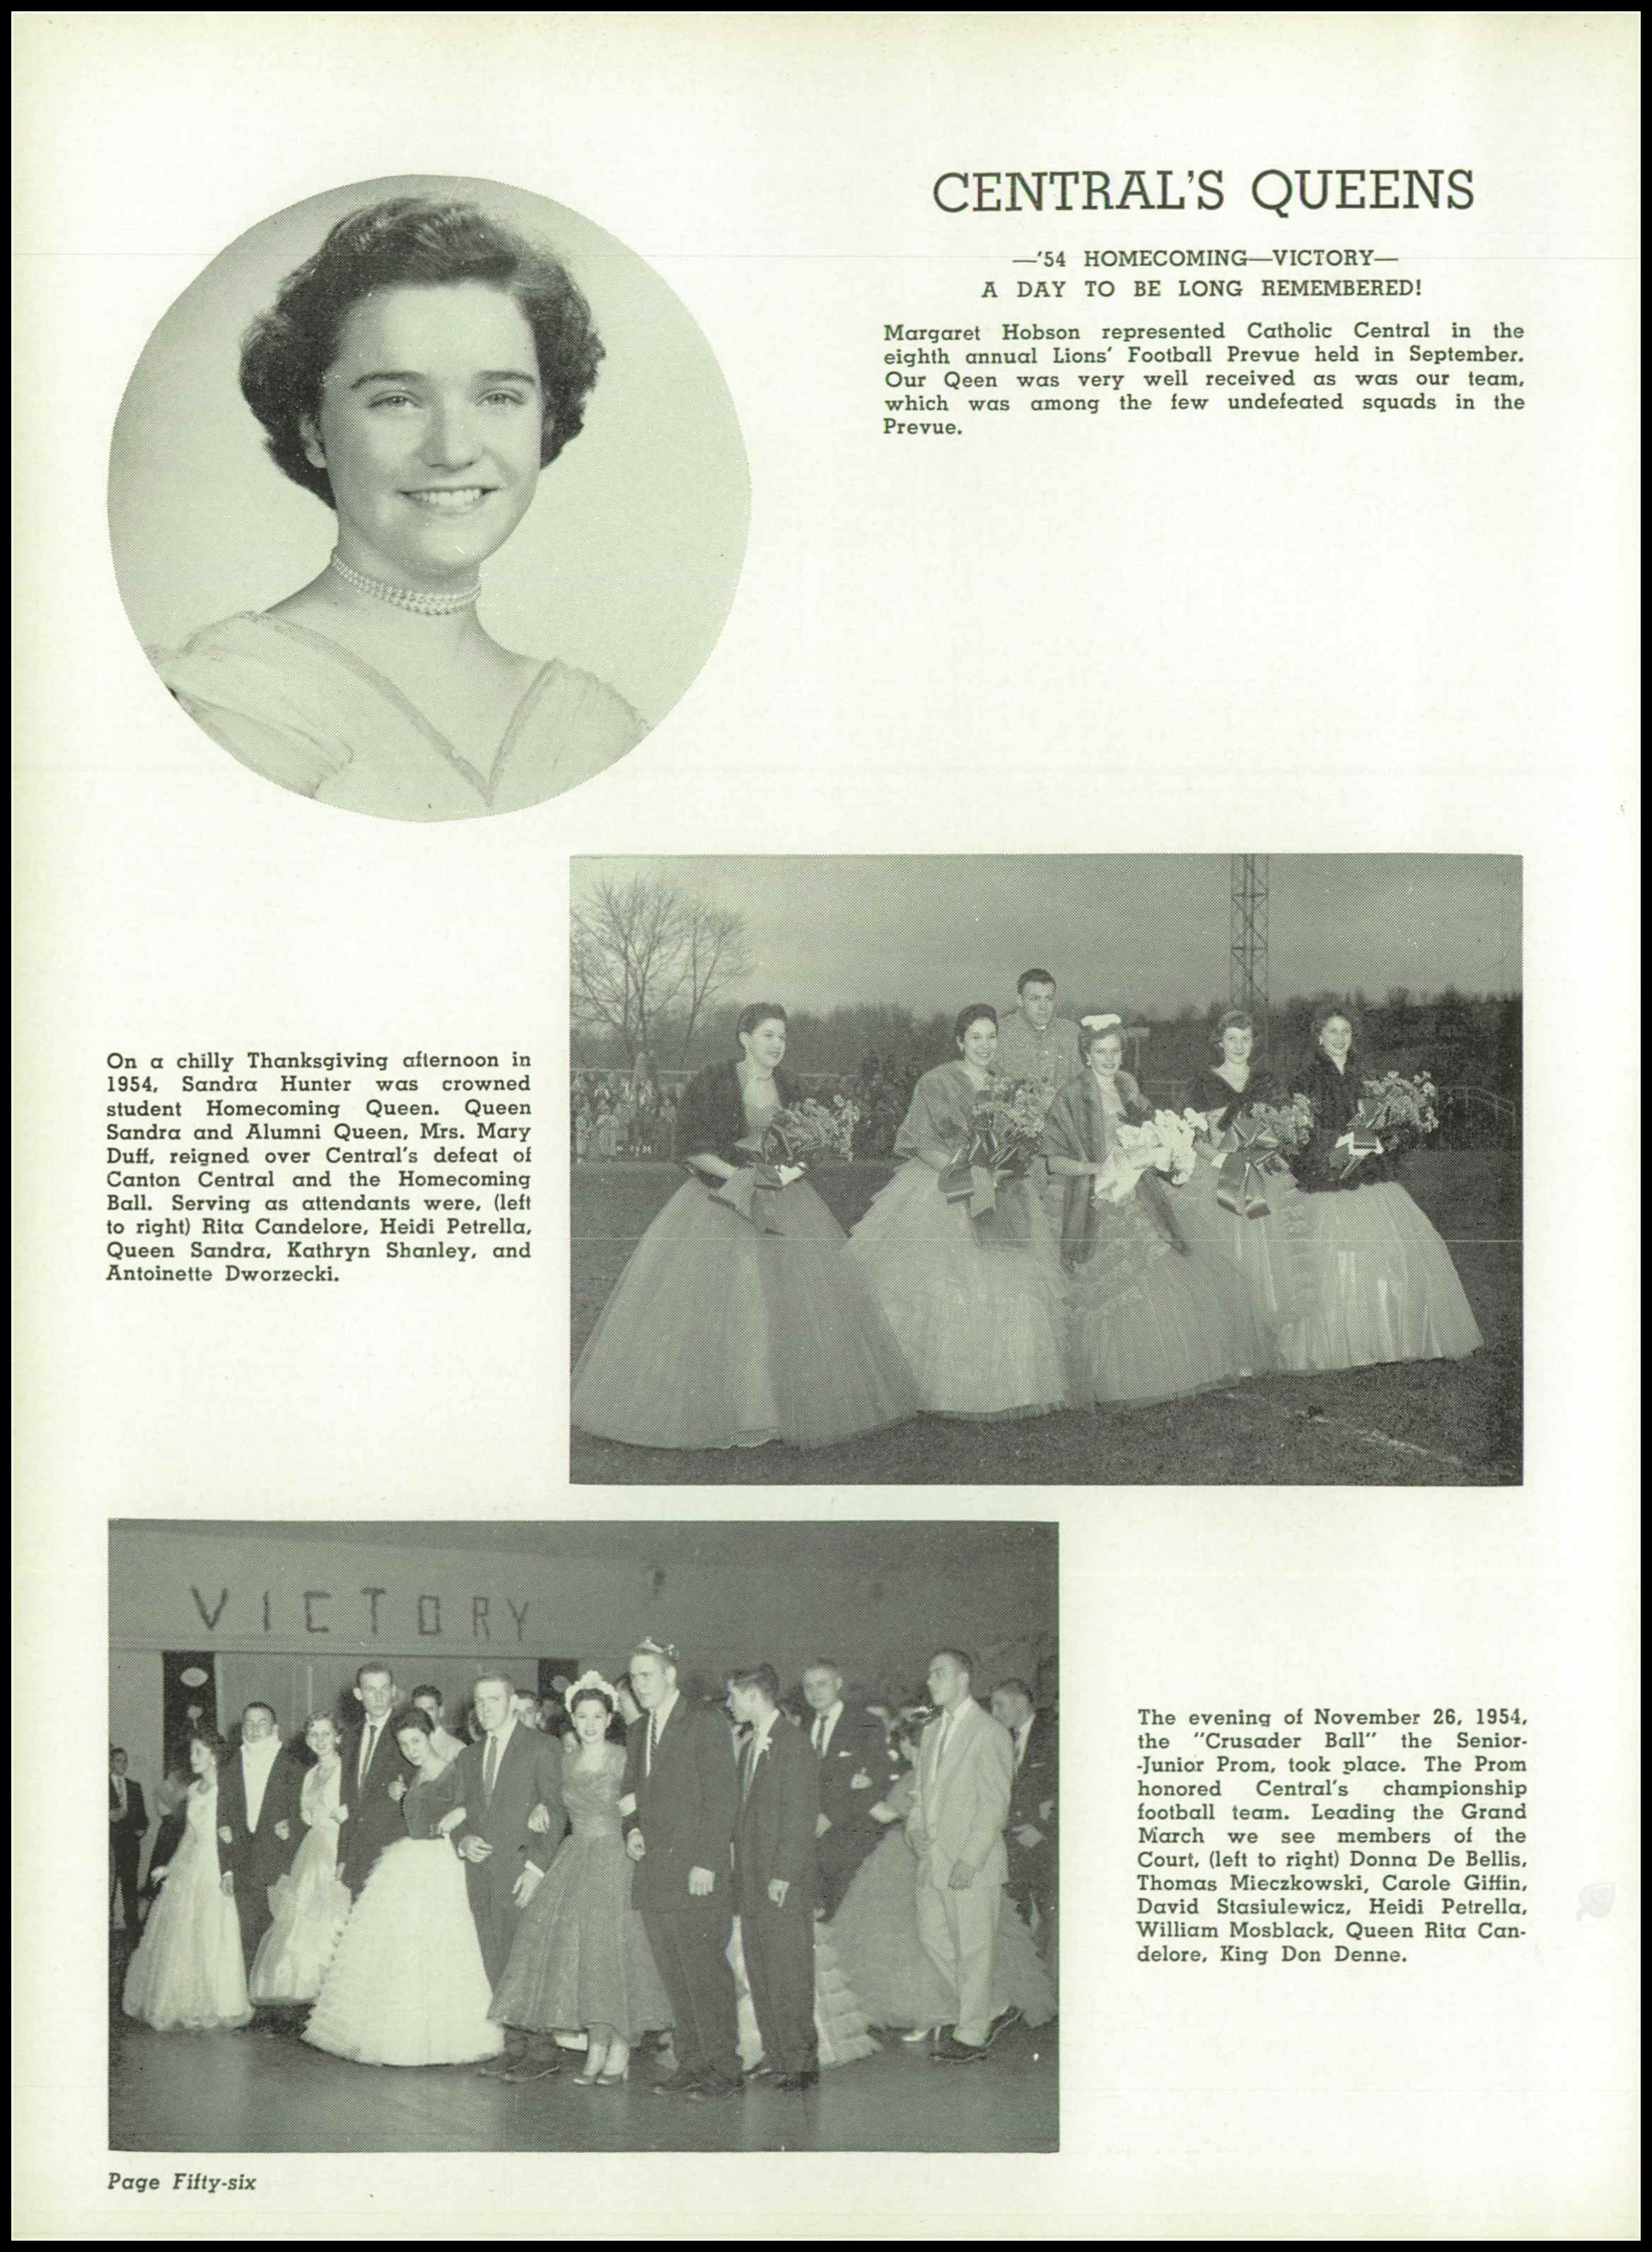 CENTRAL'S QUEENS
—'54 HOMECOMING—VICTORY—
A DAY TO BE LONG REMEMBERED!
Margaret Hobson represented Catholic Central in the
eighth annual Lions' Football Prevue held in September.
Our Qeen was very well received as was our team,
which was among the few undefeated squads in the
Prevue.
On a chilly Thanksgiving afternoon in
1954, Sandra Hunter was crowned
student Homecoming Queen. Queen
Sandra and Alumni Queen, Mrs. Mary
Duff, reigned over Central's defeat of
Canton Central and the Homecoming
Ball. Serving as attendants were, (left
to right) Rita Candelore, Heidi Petrella,
Queen Sandra, Kathryn Shanley, and
Antoinette Dworzecki.
VICTORY
The evening of November 26, 1954,
the "Crusader Ball" the Senior-
-Junior Prom, took place. The Prom
honored Central's championship
football team. Leading the Grand
March we see members of the
Court, (left to right) Donna De Bellis,
Thomas Mieczkowski, Carole Giffin,
David Stasiulewicz, Heidi Petrella,
William Mosblack, Queen Rita Can-
delore, King Don Denne.
Page Fifty-six